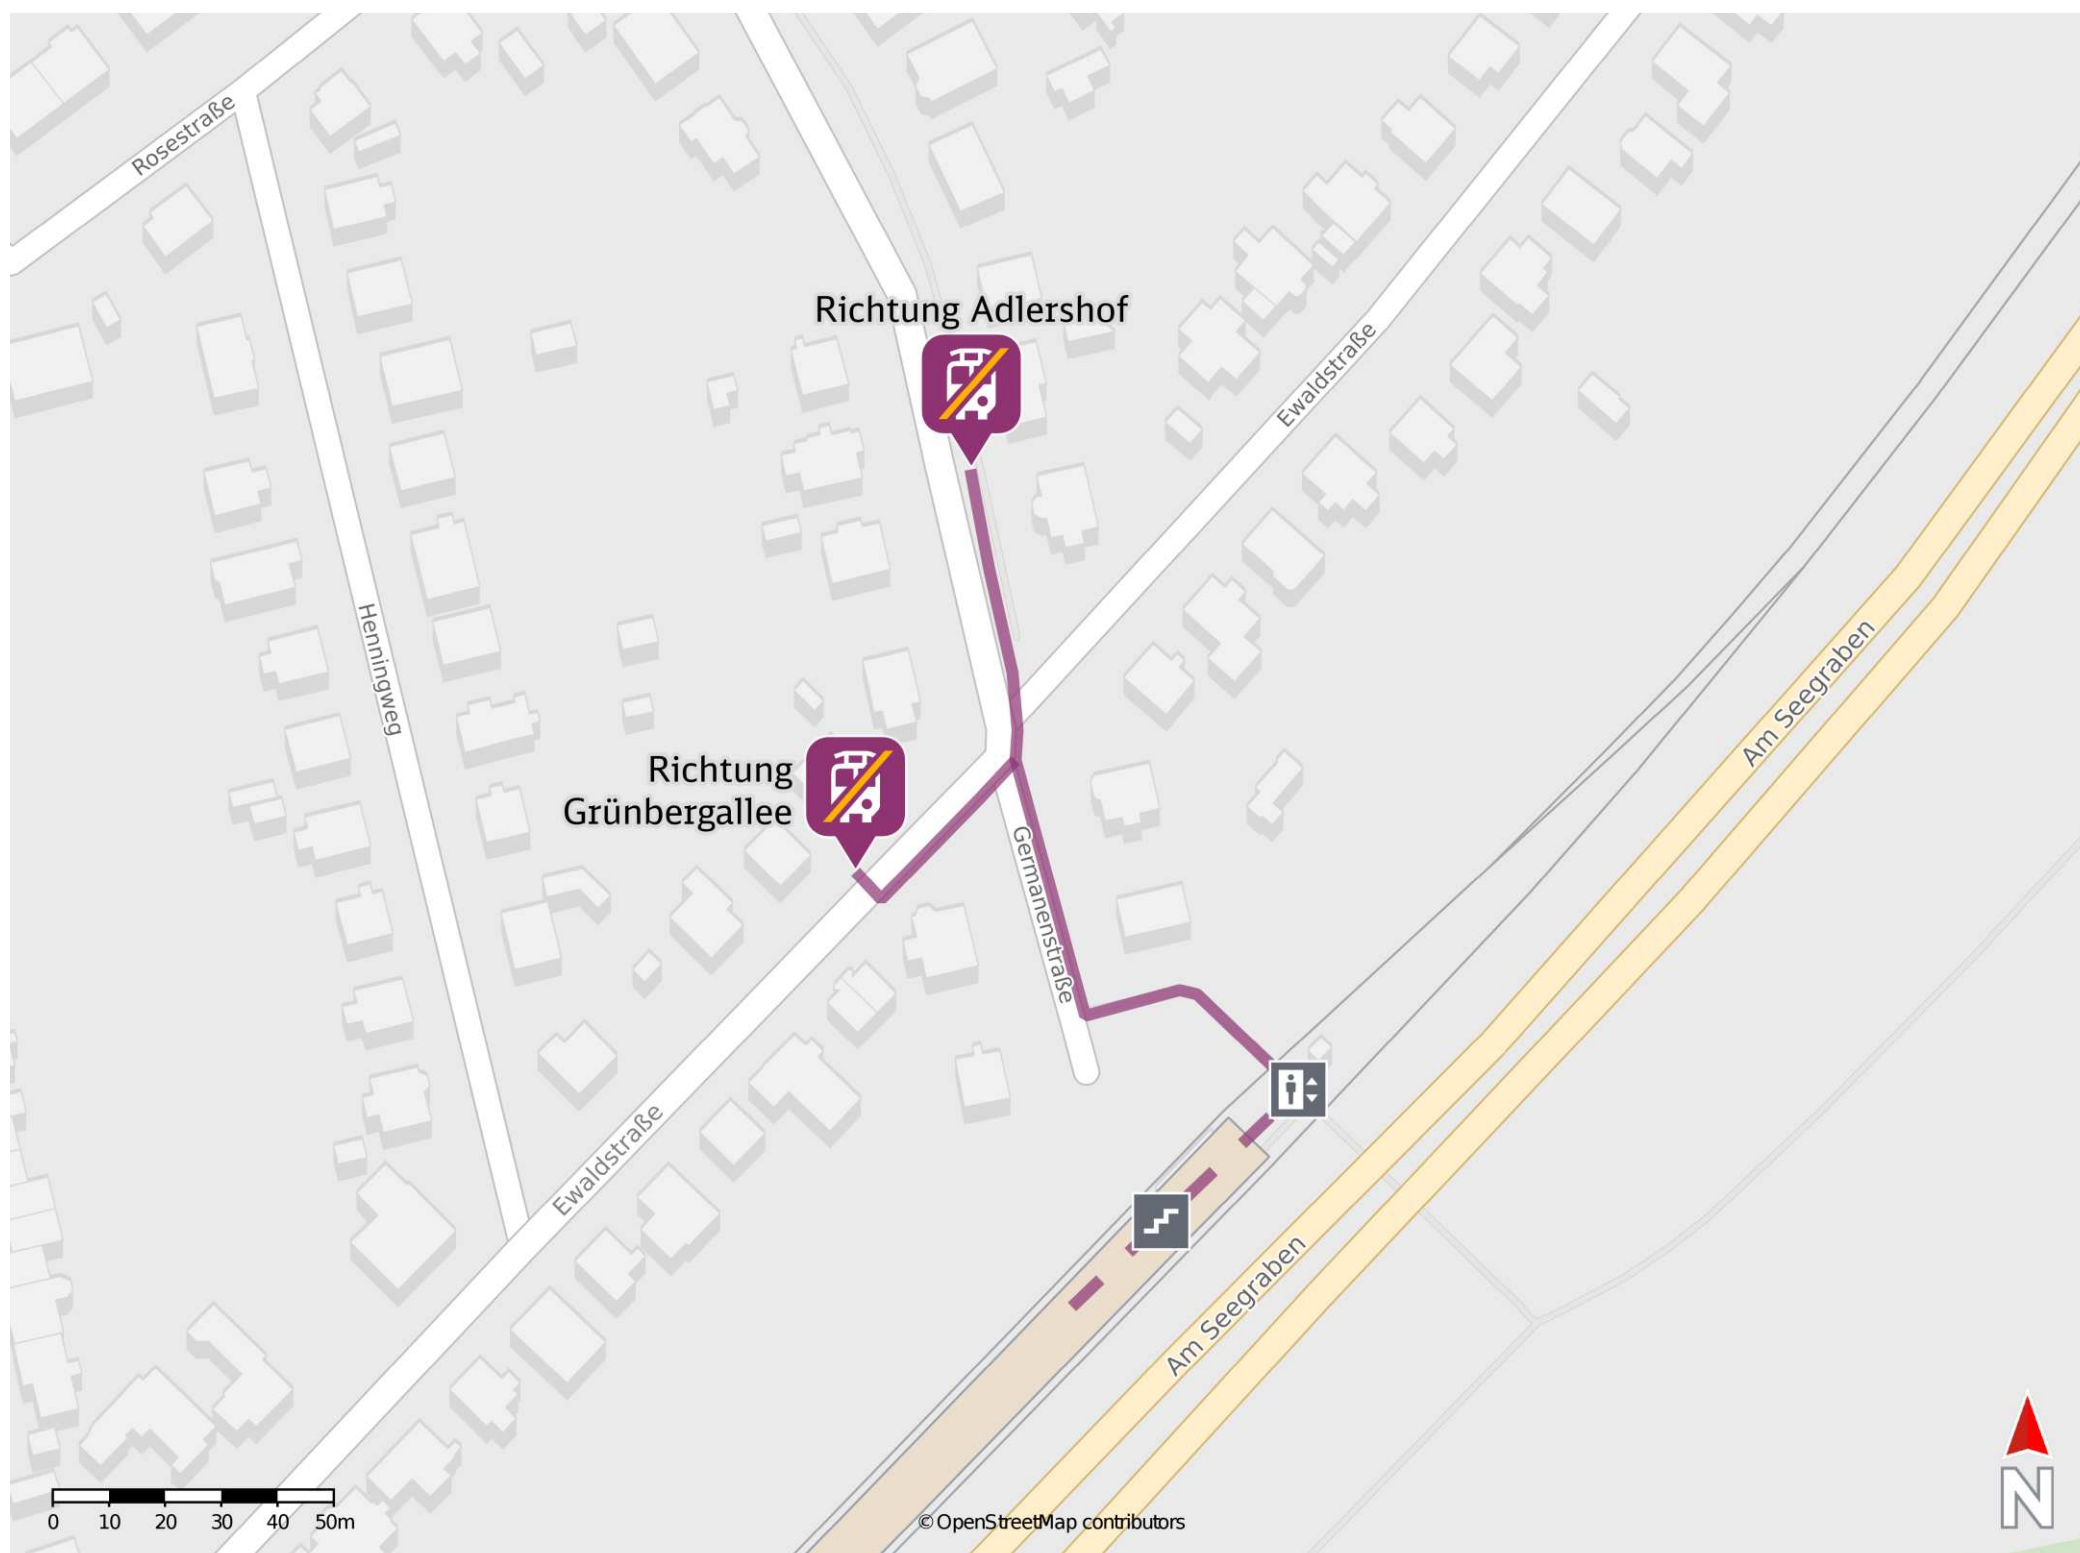 Rosestraße
Richtung Adlershof
Ewaldstraße
Henningweg
Am Seegraben
Richtung
Grünbergallee
Germanenstraße
Ewaldstraße
Am Seegraben
0 10 20 30 40 50m
© OpenStreetMap contributors
N